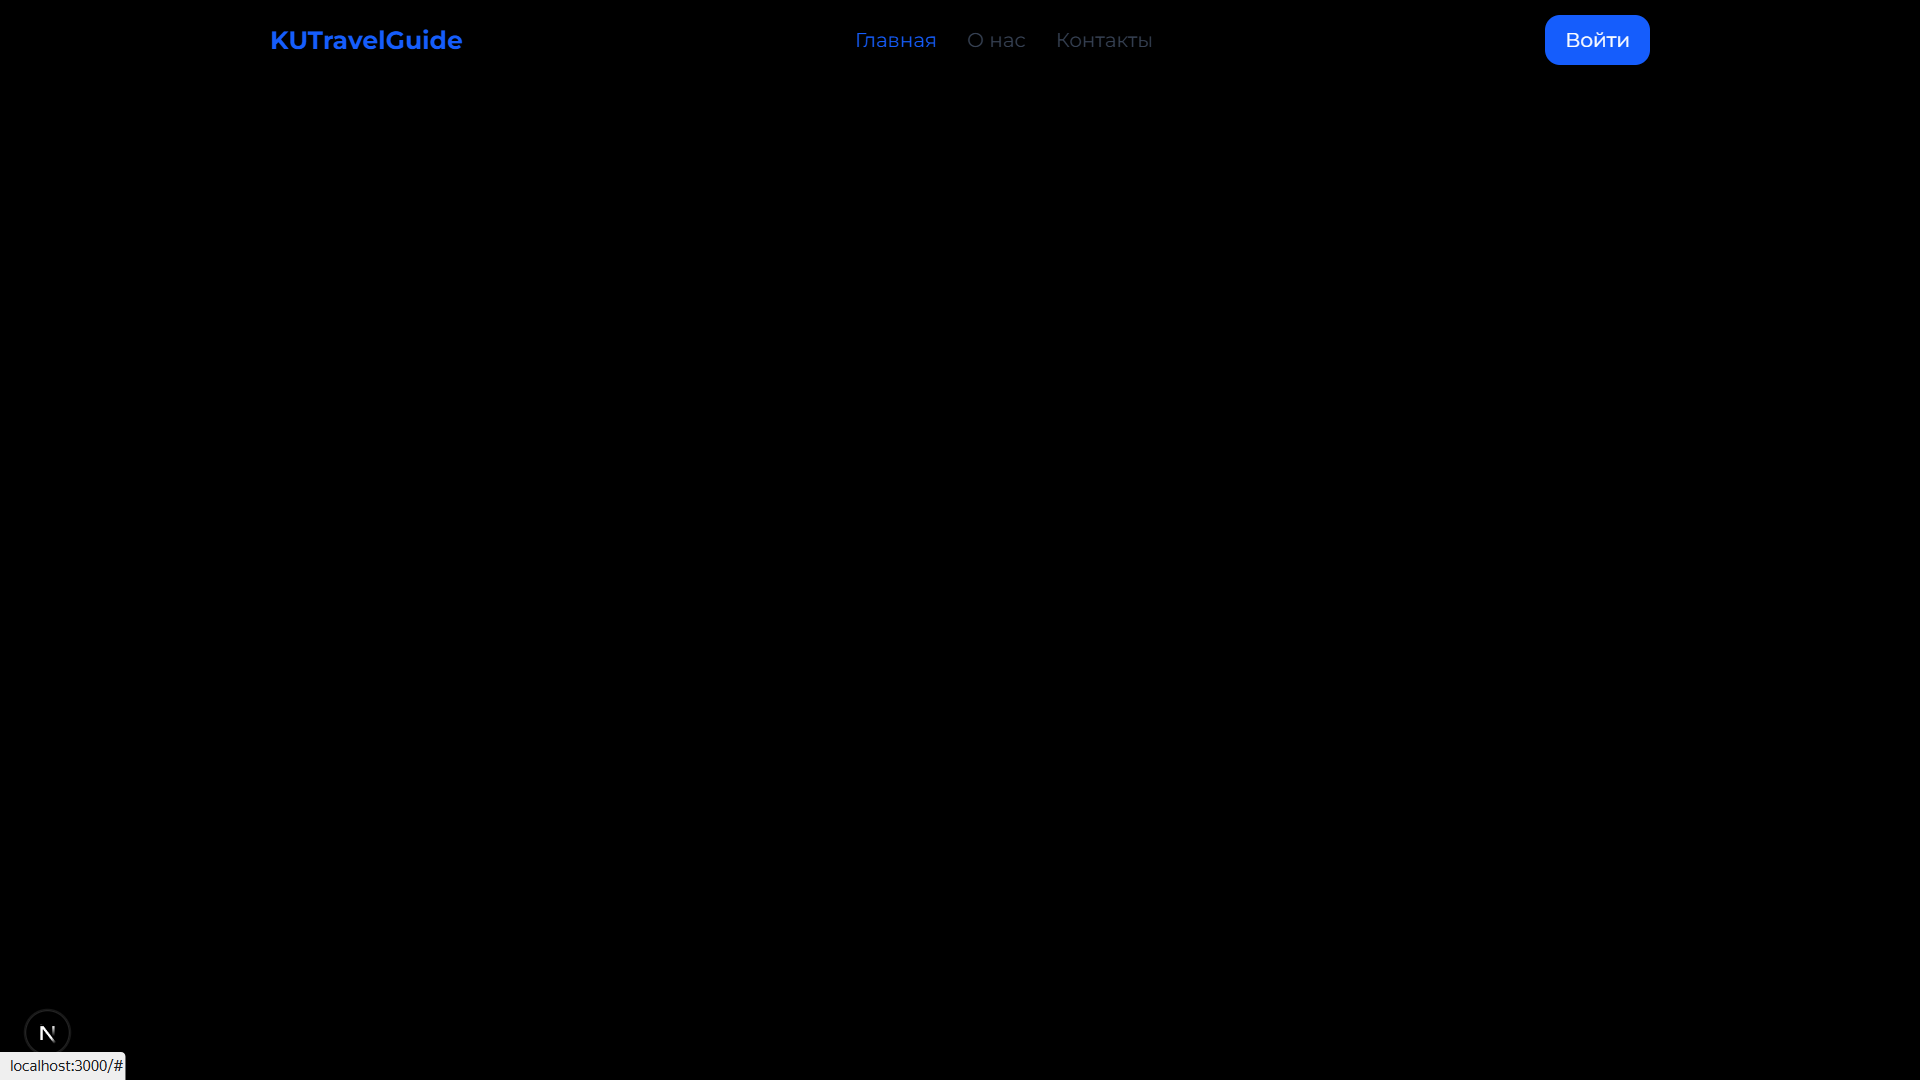 KUTravelGuide
Главная О нас Контакты
Войти
N
localhost:3000/#